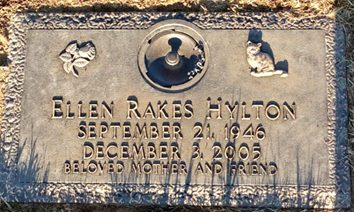 ELLEN RAKES HYLTON
SEPTEMBER 21, 1946
DECEMBER 3, 2005
BELOVED MOTHER AND FRIEND